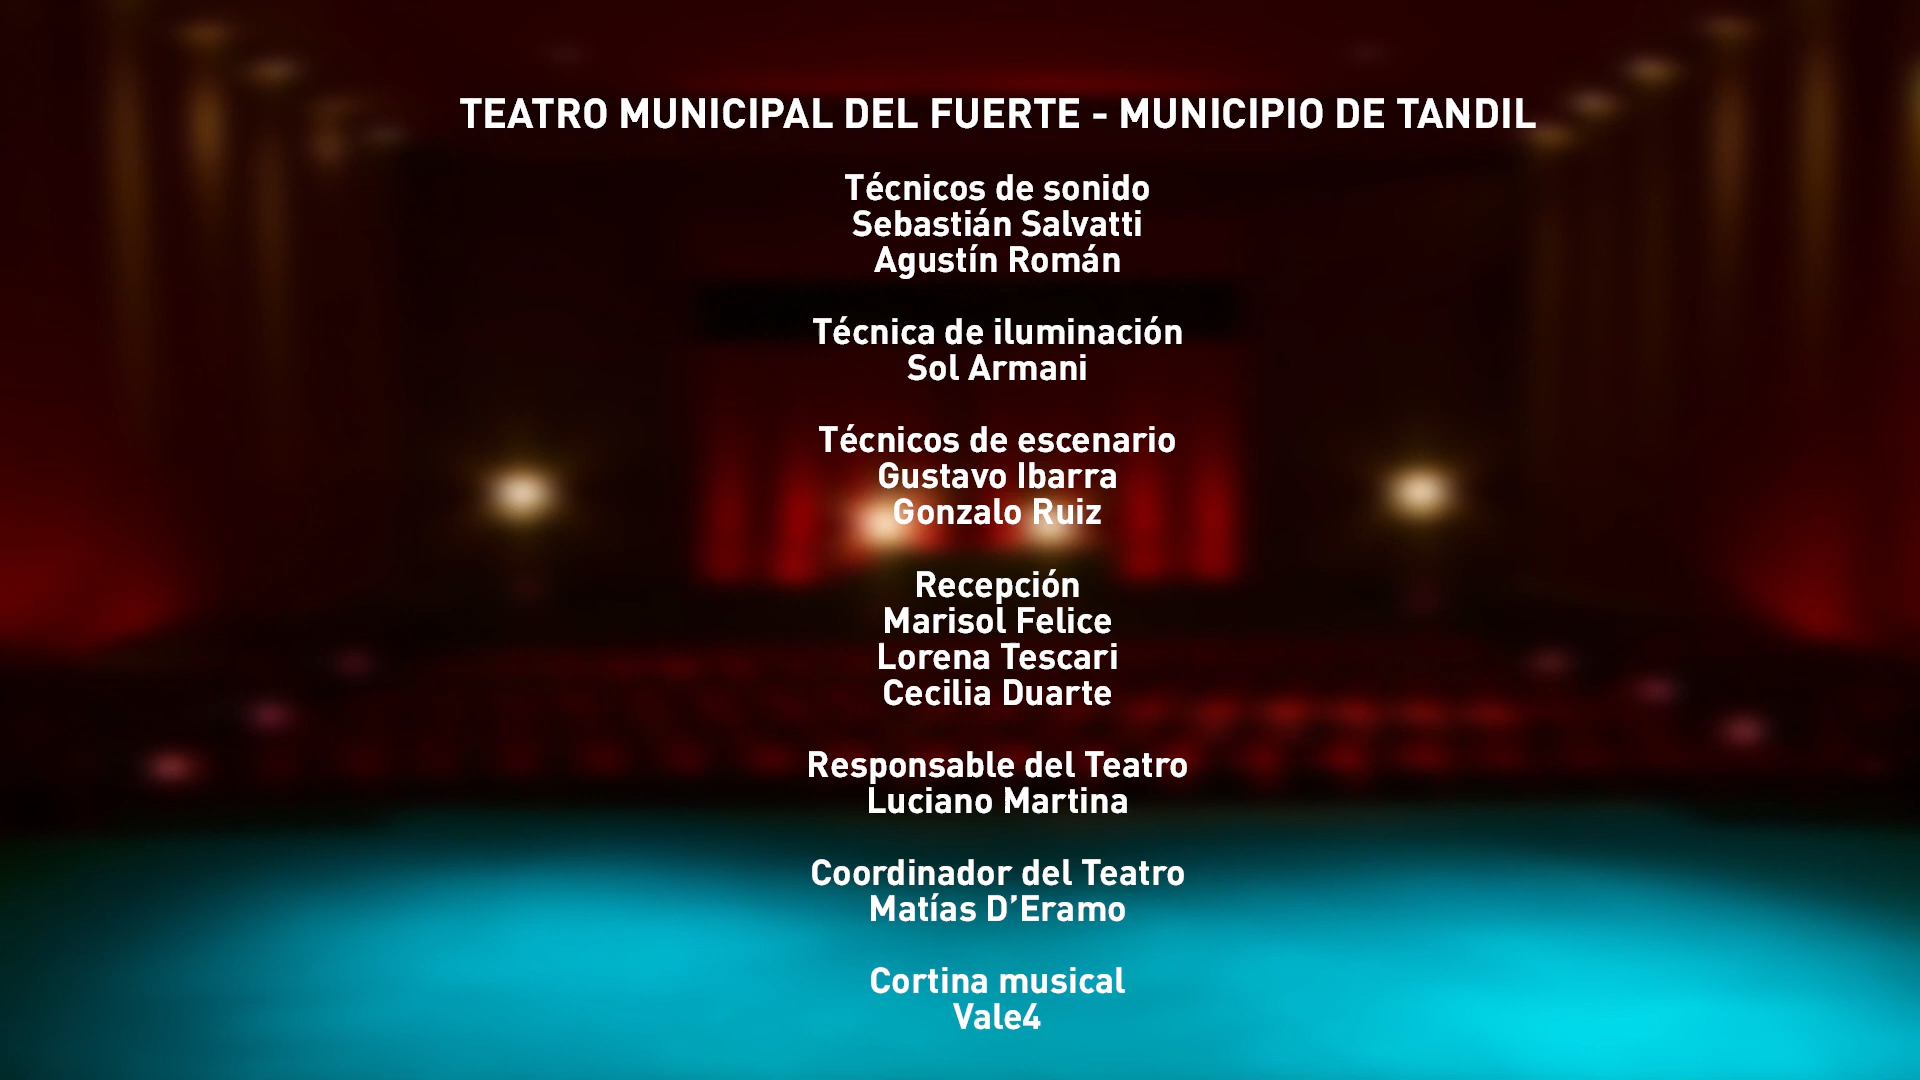 TEATRO MUNICIPAL DEL FUERTE - MUNICIPIO DE TANDIL
Técnicos de sonido
Sebastián Salvatti
Agustín Román
Técnica de iluminación
Sol Armani
Técnicos de escenario
Gustavo Ibarra
Gonzalo Ruiz
Recepción
Marisol Felice
Lorena Tescari
Cecilia Duarte
Responsable del Teatro
Luciano Martina
Coordinador del Teatro
Matías D’Eramo
Cortina musical
Vale4